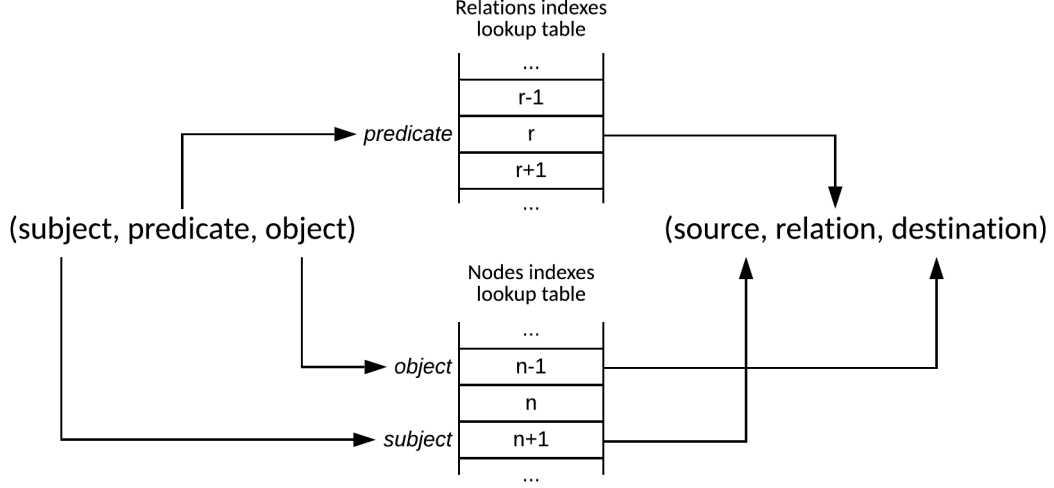 Relations indexes
lookup table
...
r-1
predicate r
r+1
...
(subject, predicate, object) (source, relation, destination)
Nodes indexes
lookup table
...
object n-1
n
subject n+1
...